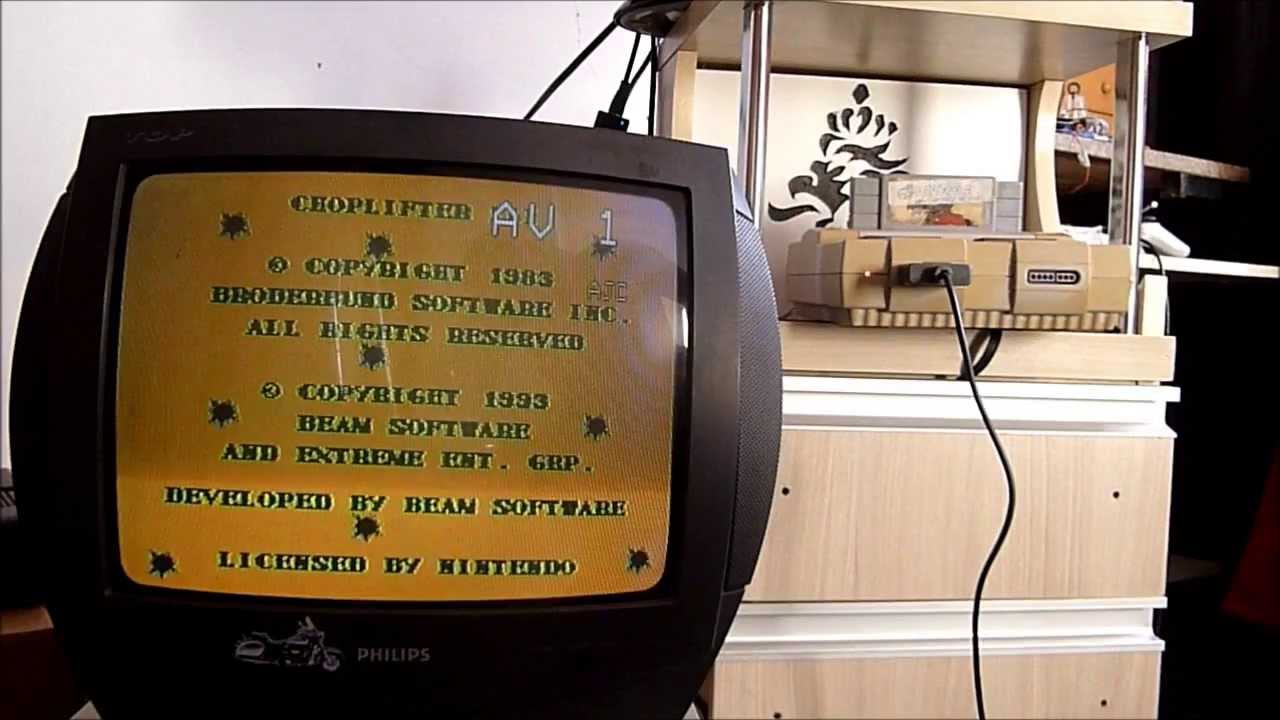 CHOPLIFTER
AV 1
© COPYRIGHT 1983
BRODERBUND SOFTWARE INC.
ALL RIGHTS RESERVED
© COPYRIGHT 1993
BEAM SOFTWARE
AND EXTREME ENT. GRP.
DEVELOPED BY BEAM SOFTWARE
LICENSED BY NINTENDO
PHILIPS